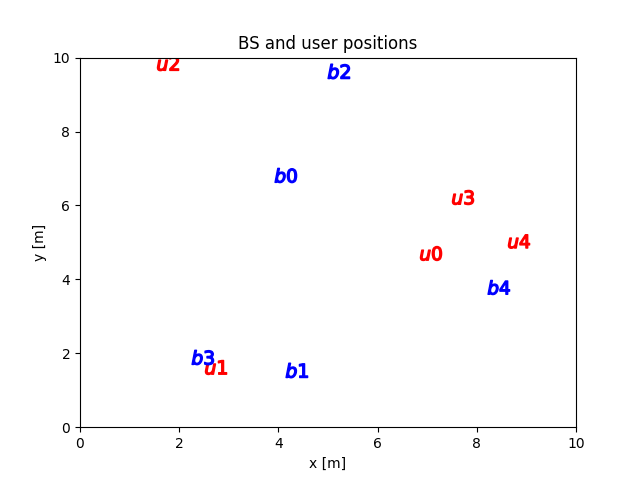 BS and user positions
10
u2
b2
8
b0
6
u3
u4
u0
y [m]
4
b4
2
b3
u1
b1
0
0 2 4 6 8 10
x [m]